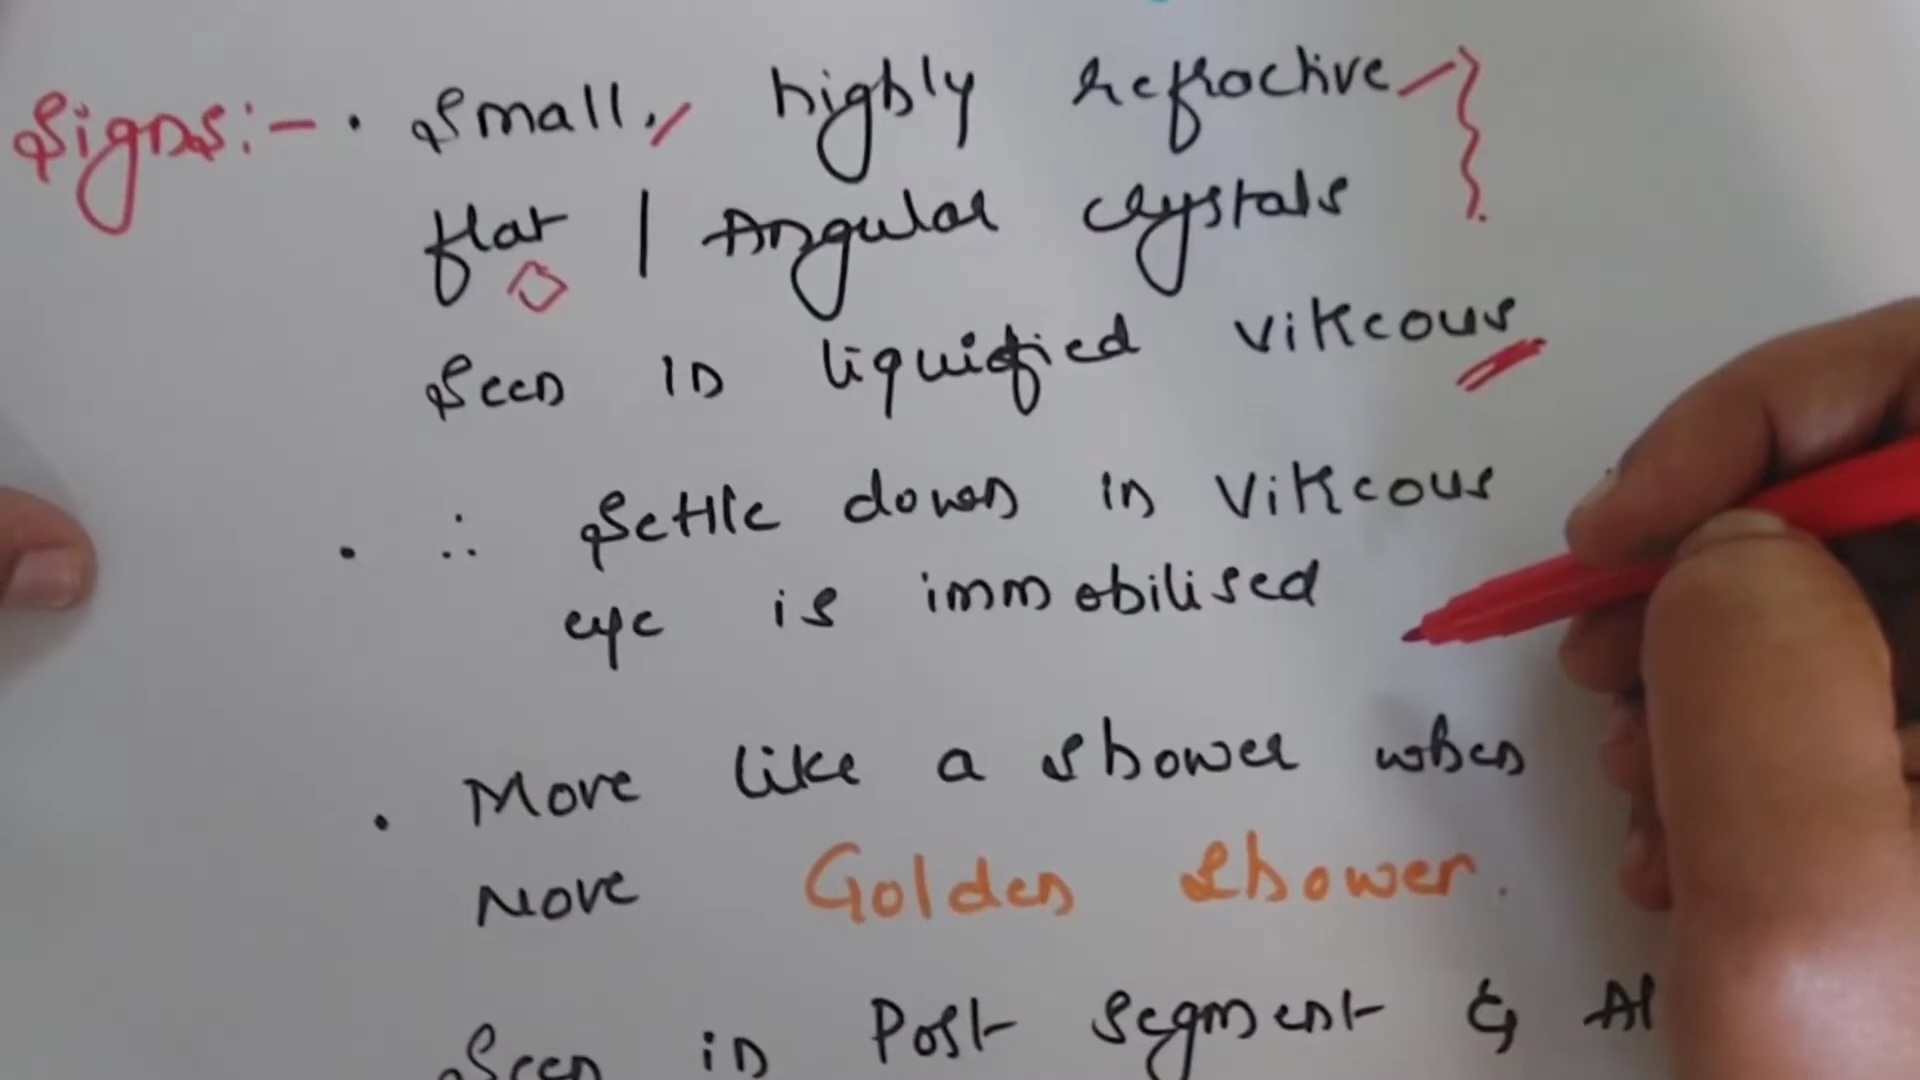 Signs:- • Small, highly refractive
flat / Angular crystals
Seen in liquified vitreous
• ∴ Settle down in vitreous
eye is immobilised
• Move like a shower when
move Golden Shower.
Seen in Post segment &